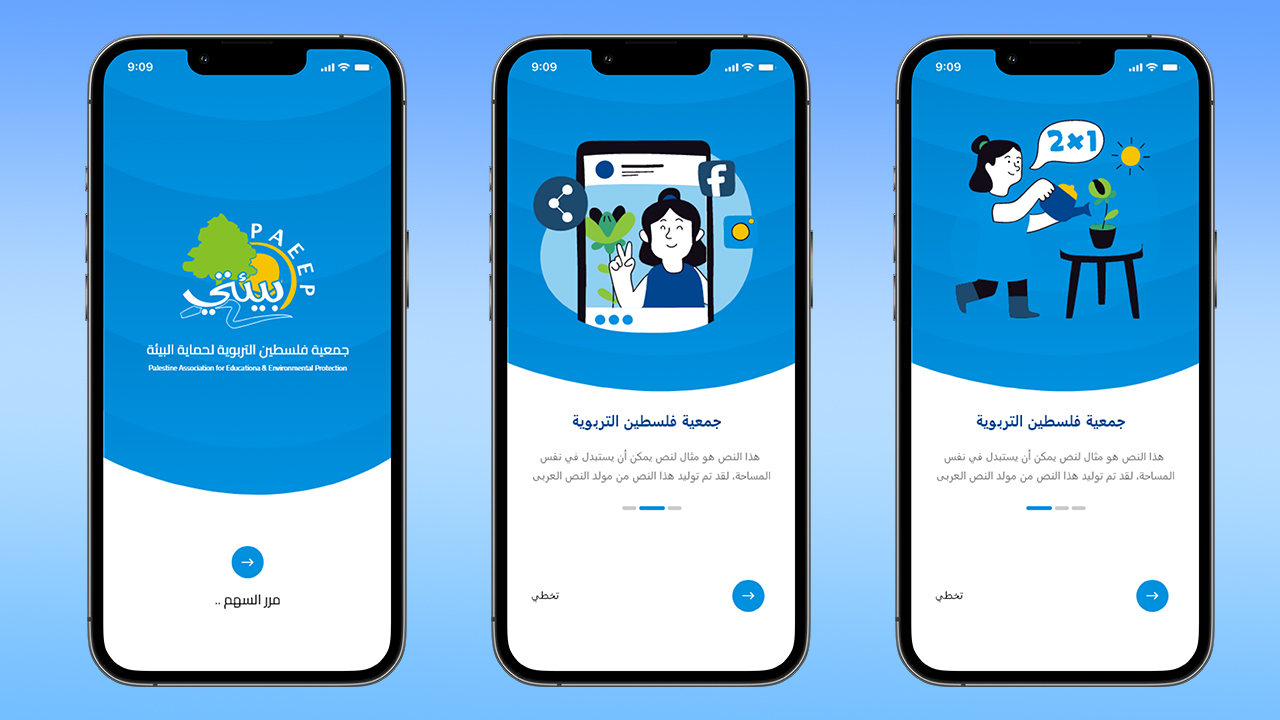 9:09
PAEEP
بيئتي
جمعية فلسطين التربوية لحماية البيئة
Palestine Association for Educationa & Environmental Protection
مرر السهم ..
9:09
f
جمعية فلسطين التربوية
هذا النص هو مثال لنص يمكن أن يستبدل في نفس
المساحة، لقد تم توليد هذا النص من مولد النص العربى
تخطي
9:09
2×1
جمعية فلسطين التربوية
هذا النص هو مثال لنص يمكن أن يستبدل في نفس
المساحة، لقد تم توليد هذا النص من مولد النص العربى
تخطي